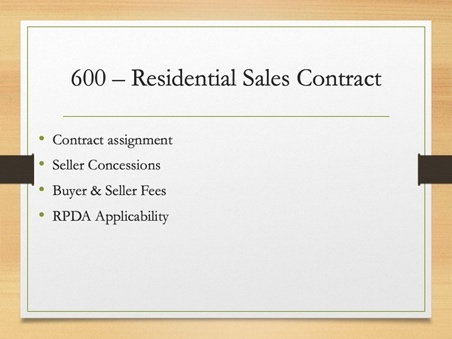 600 – Residential Sales Contract
• Contract assignment
• Seller Concessions
• Buyer & Seller Fees
• RPDA Applicability